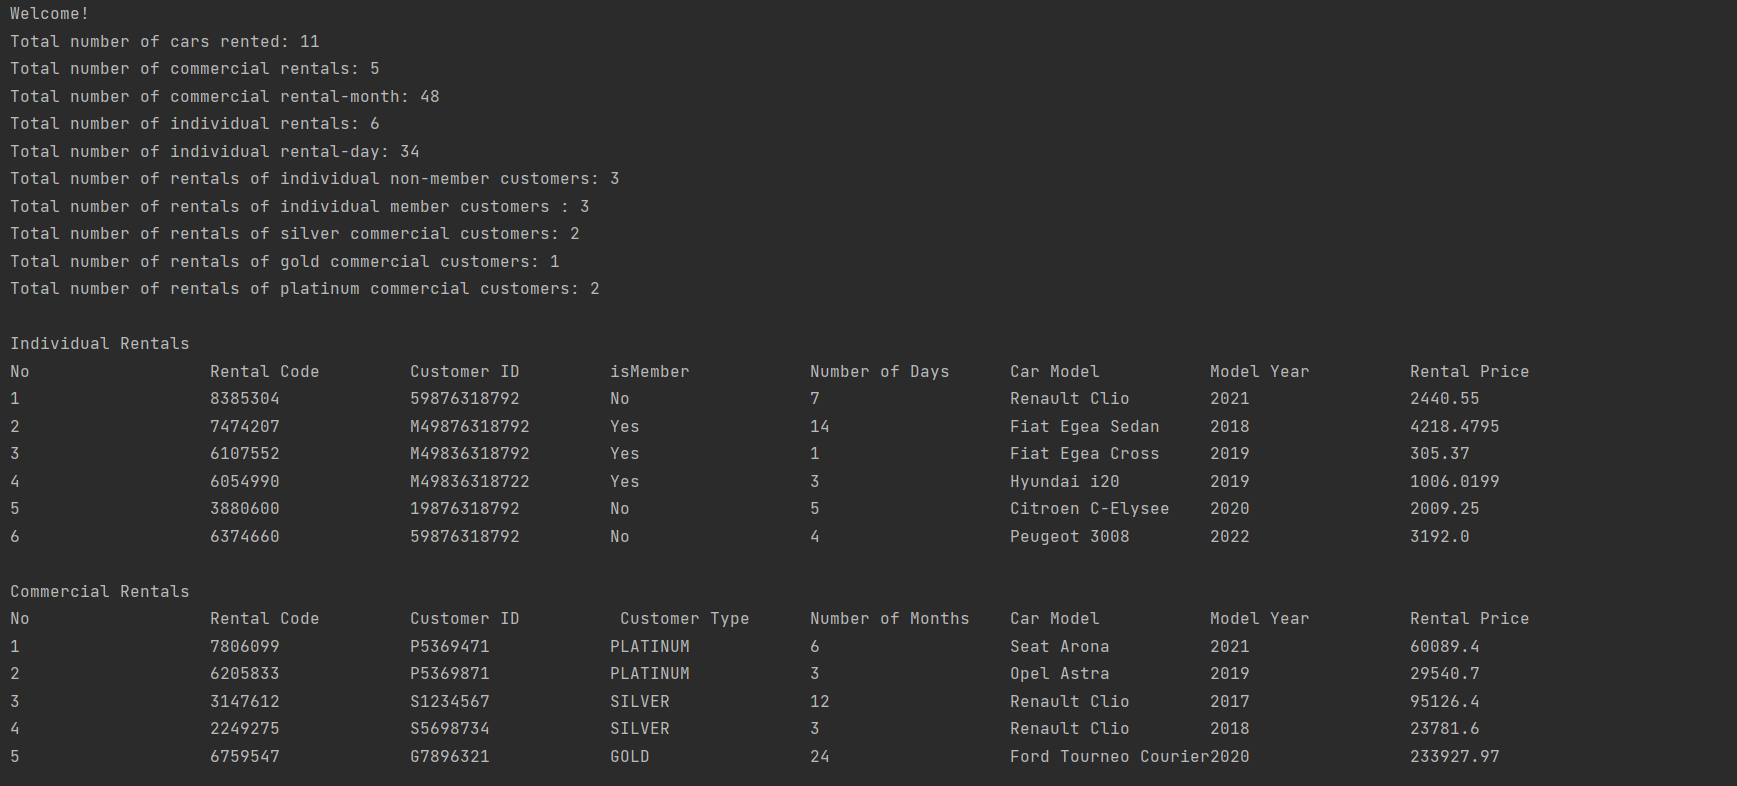 Welcome!
Total number of cars rented: 11
Total number of commercial rentals: 5
Total number of commercial rental-month: 48
Total number of individual rentals: 6
Total number of individual rental-day: 34
Total number of rentals of individual non-member customers: 3
Total number of rentals of individual member customers : 3
Total number of rentals of silver commercial customers: 2
Total number of rentals of gold commercial customers: 1
Total number of rentals of platinum commercial customers: 2
Individual Rentals
No Rental Code Customer ID isMember Number of Days Car Model Model Year Rental Price
1 8385304 59876318792 No 7 Renault Clio 2021 2440.55
2 7474207 M49876318792 Yes 14 Fiat Egea Sedan 2018 4218.4795
3 6107552 M49836318792 Yes 1 Fiat Egea Cross 2019 305.37
4 6054990 M49836318722 Yes 3 Hyundai i20 2019 1006.0199
5 3880600 19876318792 No 5 Citroen C-Elysee 2020 2009.25
6 6374660 59876318792 No 4 Peugeot 3008 2022 3192.0
Commercial Rentals
No Rental Code Customer ID Customer Type Number of Months Car Model Model Year Rental Price
1 7806099 P5369471 PLATINUM 6 Seat Arona 2021 60089.4
2 6205833 P5369871 PLATINUM 3 Opel Astra 2019 29540.7
3 3147612 S1234567 SILVER 12 Renault Clio 2017 95126.4
4 2249275 S5698734 SILVER 3 Renault Clio 2018 23781.6
5 6759547 G7896321 GOLD 24 Ford Tourneo Courier2020 233927.97